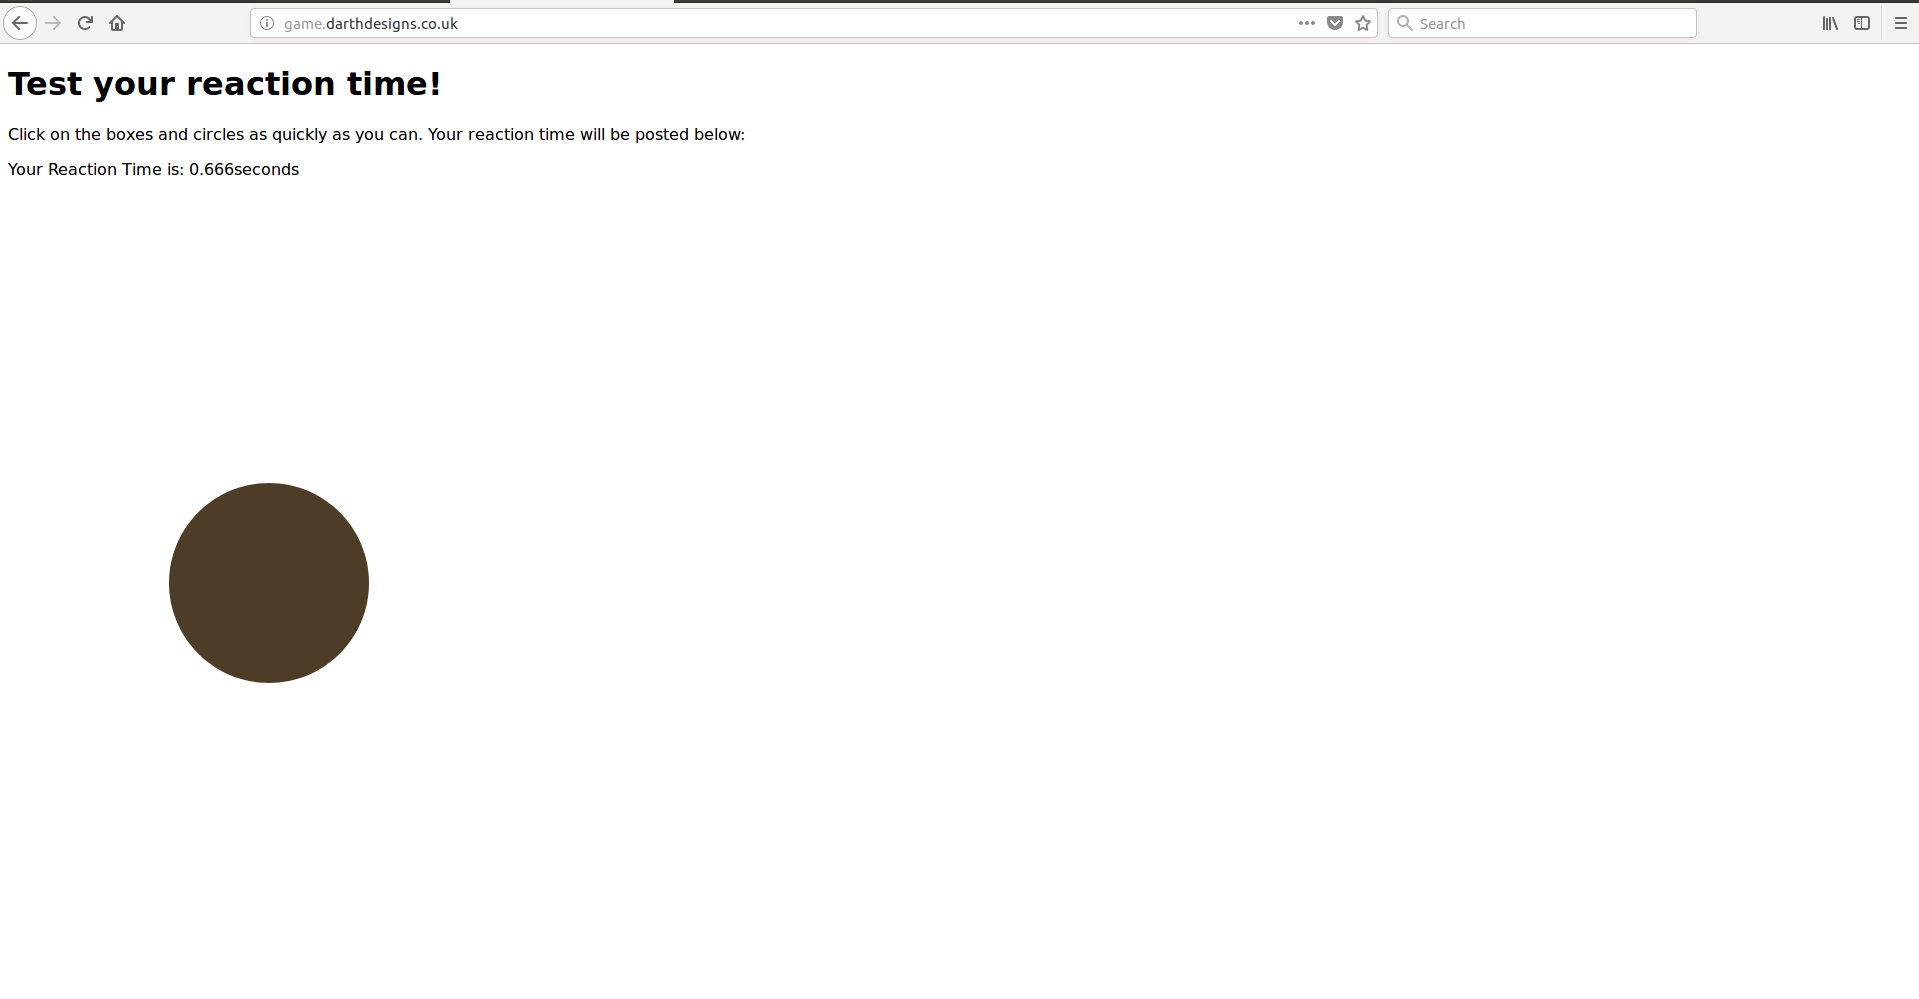 game.darthdesigns.co.uk
Search
Test your reaction time!
Click on the boxes and circles as quickly as you can. Your reaction time will be posted below:
Your Reaction Time is: 0.666seconds